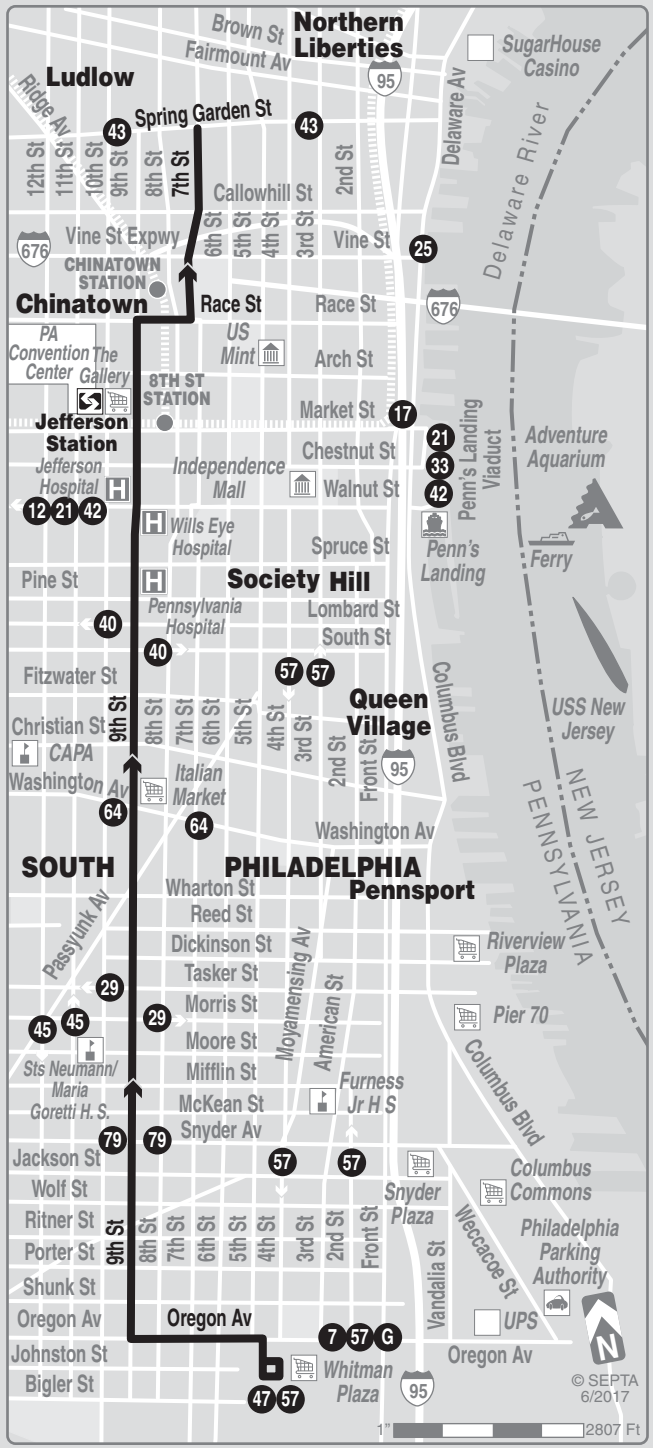 Brown St
Fairmount Av
Northern
Liberties
SugarHouse
Casino
Ludlow
95
Ridge Av
43
Spring Garden St
43
Delaware Av
Delaware River
12th St
11th St
10th St
9th St
8th St
7th St
2nd St
Callowhill St
6th St
5th St
4th St
3rd St
676
Vine St Expwy
Vine St
25
CHINATOWN
STATION
Chinatown
Race St
Race St
676
PA
Convention
Center
The
Gallery
US
Mint
Arch St
8TH ST
STATION
Market St
17
Jefferson
Station
Chestnut St
21
33
42
Penn's Landing
Viaduct
Adventure
Aquarium
Jefferson
Hospital
H
Independence
Mall
Walnut St
12 21 42
H
Wills Eye
Hospital
Spruce St
Penn's
Landing
Ferry
Pine St
H
Society Hill
Pennsylvania
Hospital
Lombard St
40
South St
40
57 57
Fitzwater St
9th St
8th St
7th St
6th St
5th St
4th St
3rd St
2nd St
Front St
Queen
Village
Columbus Blvd
USS New
Jersey
Christian St
CAPA
95
Washington Av
Italian
Market
64
64
Washington Av
NEW JERSEY
PENNSYLVANIA
SOUTH
PHILADELPHIA
Pennsport
Wharton St
Reed St
Passyunk Av
Dickinson St
Moyamensing Av
American St
Riverview
Plaza
Tasker St
29
Morris St
29
Pier 70
45
45
Moore St
Sts Neumann/
Maria
Goretti H. S.
Mifflin St
Furness
Jr H S
Columbus Blvd
McKean St
Snyder Av
79
79
Jackson St
57
57
Wolf St
Snyder
Plaza
Columbus
Commons
Ritner St
9th St
8th St
7th St
6th St
5th St
4th St
3rd St
2nd St
Front St
Vandalia St
Weccacoe St
Philadelphia
Parking
Authority
Porter St
Shunk St
Oregon Av
Oregon Av
UPS
N
7 57 G
Johnston St
Oregon Av
Whitman
Plaza
Bigler St
47 57
95
© SEPTA
6/2017
1"
2807 Ft